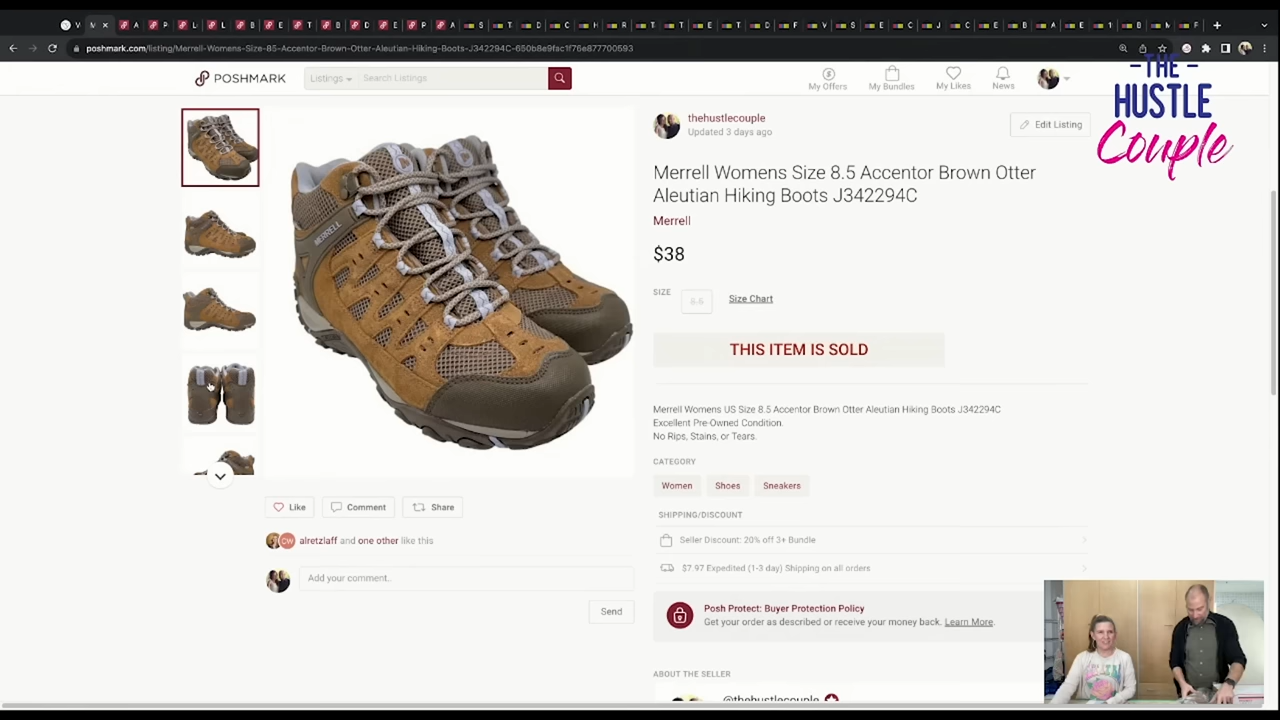 poshmark.com/listing/Merrell-Womens-Size-85-Accentor-Brown-Otter-Aleutian-Hiking-Boots-J342294C-650b8e9fac1f76e877700593
POSHMARK
Listings
Search Listings
My Offers
My Bundles
My Likes
News
-THE-
HUSTLE
Couple
thehustlecouple
Updated 3 days ago
Edit Listing
Merrell Womens Size 8.5 Accentor Brown Otter
Aleutian Hiking Boots J342294C
Merrell
$38
SIZE
8.5
Size Chart
THIS ITEM IS SOLD
MERRELL
Merrell Womens US Size 8.5 Accentor Brown Otter Aleutian Hiking Boots J342294C
Excellent Pre-Owned Condition.
No Rips, Stains, or Tears.
CATEGORY
Women
Shoes
Sneakers
SHIPPING/DISCOUNT
Seller Discount: 20% off 3+ Bundle
$7.97 Expedited (1-3 day) Shipping on all orders
Posh Protect: Buyer Protection Policy
Get your order as described or receive your money back. Learn More.
ABOUT THE SELLER
@thehustlecouple
Like
Comment
Share
CW
alretzlaff and one other like this
Add your comment..
Send